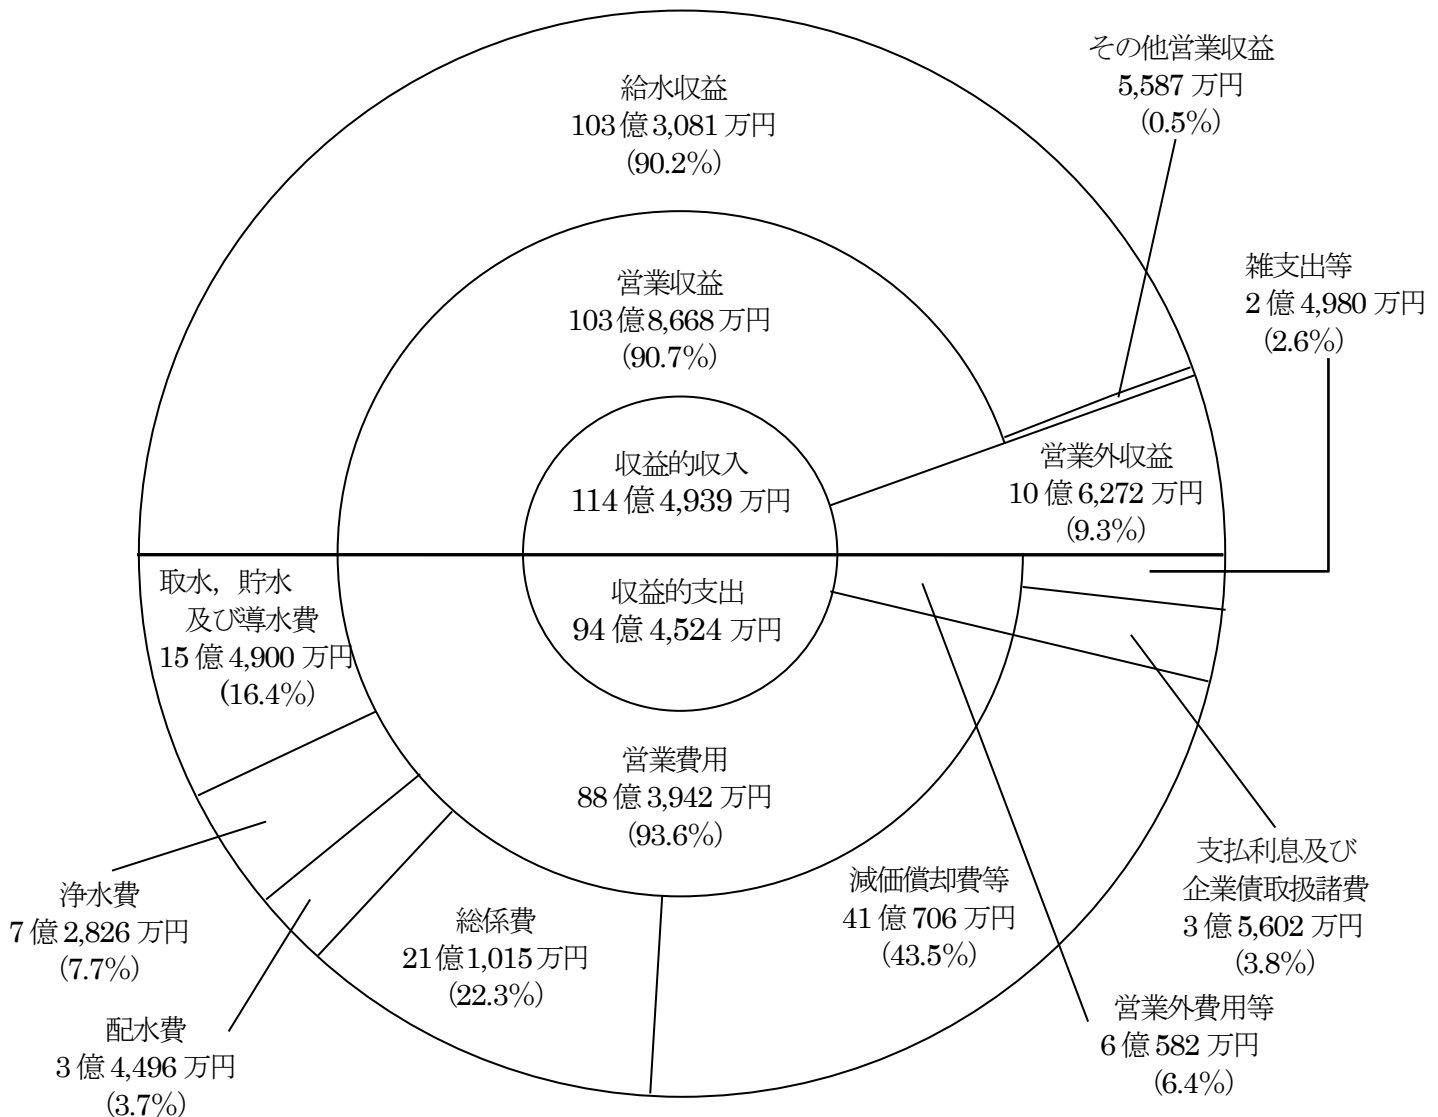 給水収益
103億 3,081 万円
(90.2%)
その他営業収益
5,587 万円
(0.5%)
営業収益
103億 8,668 万円
(90.7%)
雑支出等
2 億 4,980 万円
(2.6%)
収益的収入
114 億 4,939 万円
営業外収益
10 億 6,272 万円
(9.3%)
収益的支出
94 億 4,524 万円
取水，貯水
及び導水費
15 億 4,900 万円
(16.4%)
営業費用
88 億 3,942 万円
(93.6%)
浄水費
7 億 2,826 万円
(7.7%)
配水費
3 億 4,496 万円
(3.7%)
総係費
21億 1,015 万円
(22.3%)
減価償却費等
41 億 706 万円
(43.5%)
支払利息及び
企業債取扱諸費
3 億 5,602 万円
(3.8%)
営業外費用等
6 億 582 万円
(6.4%)